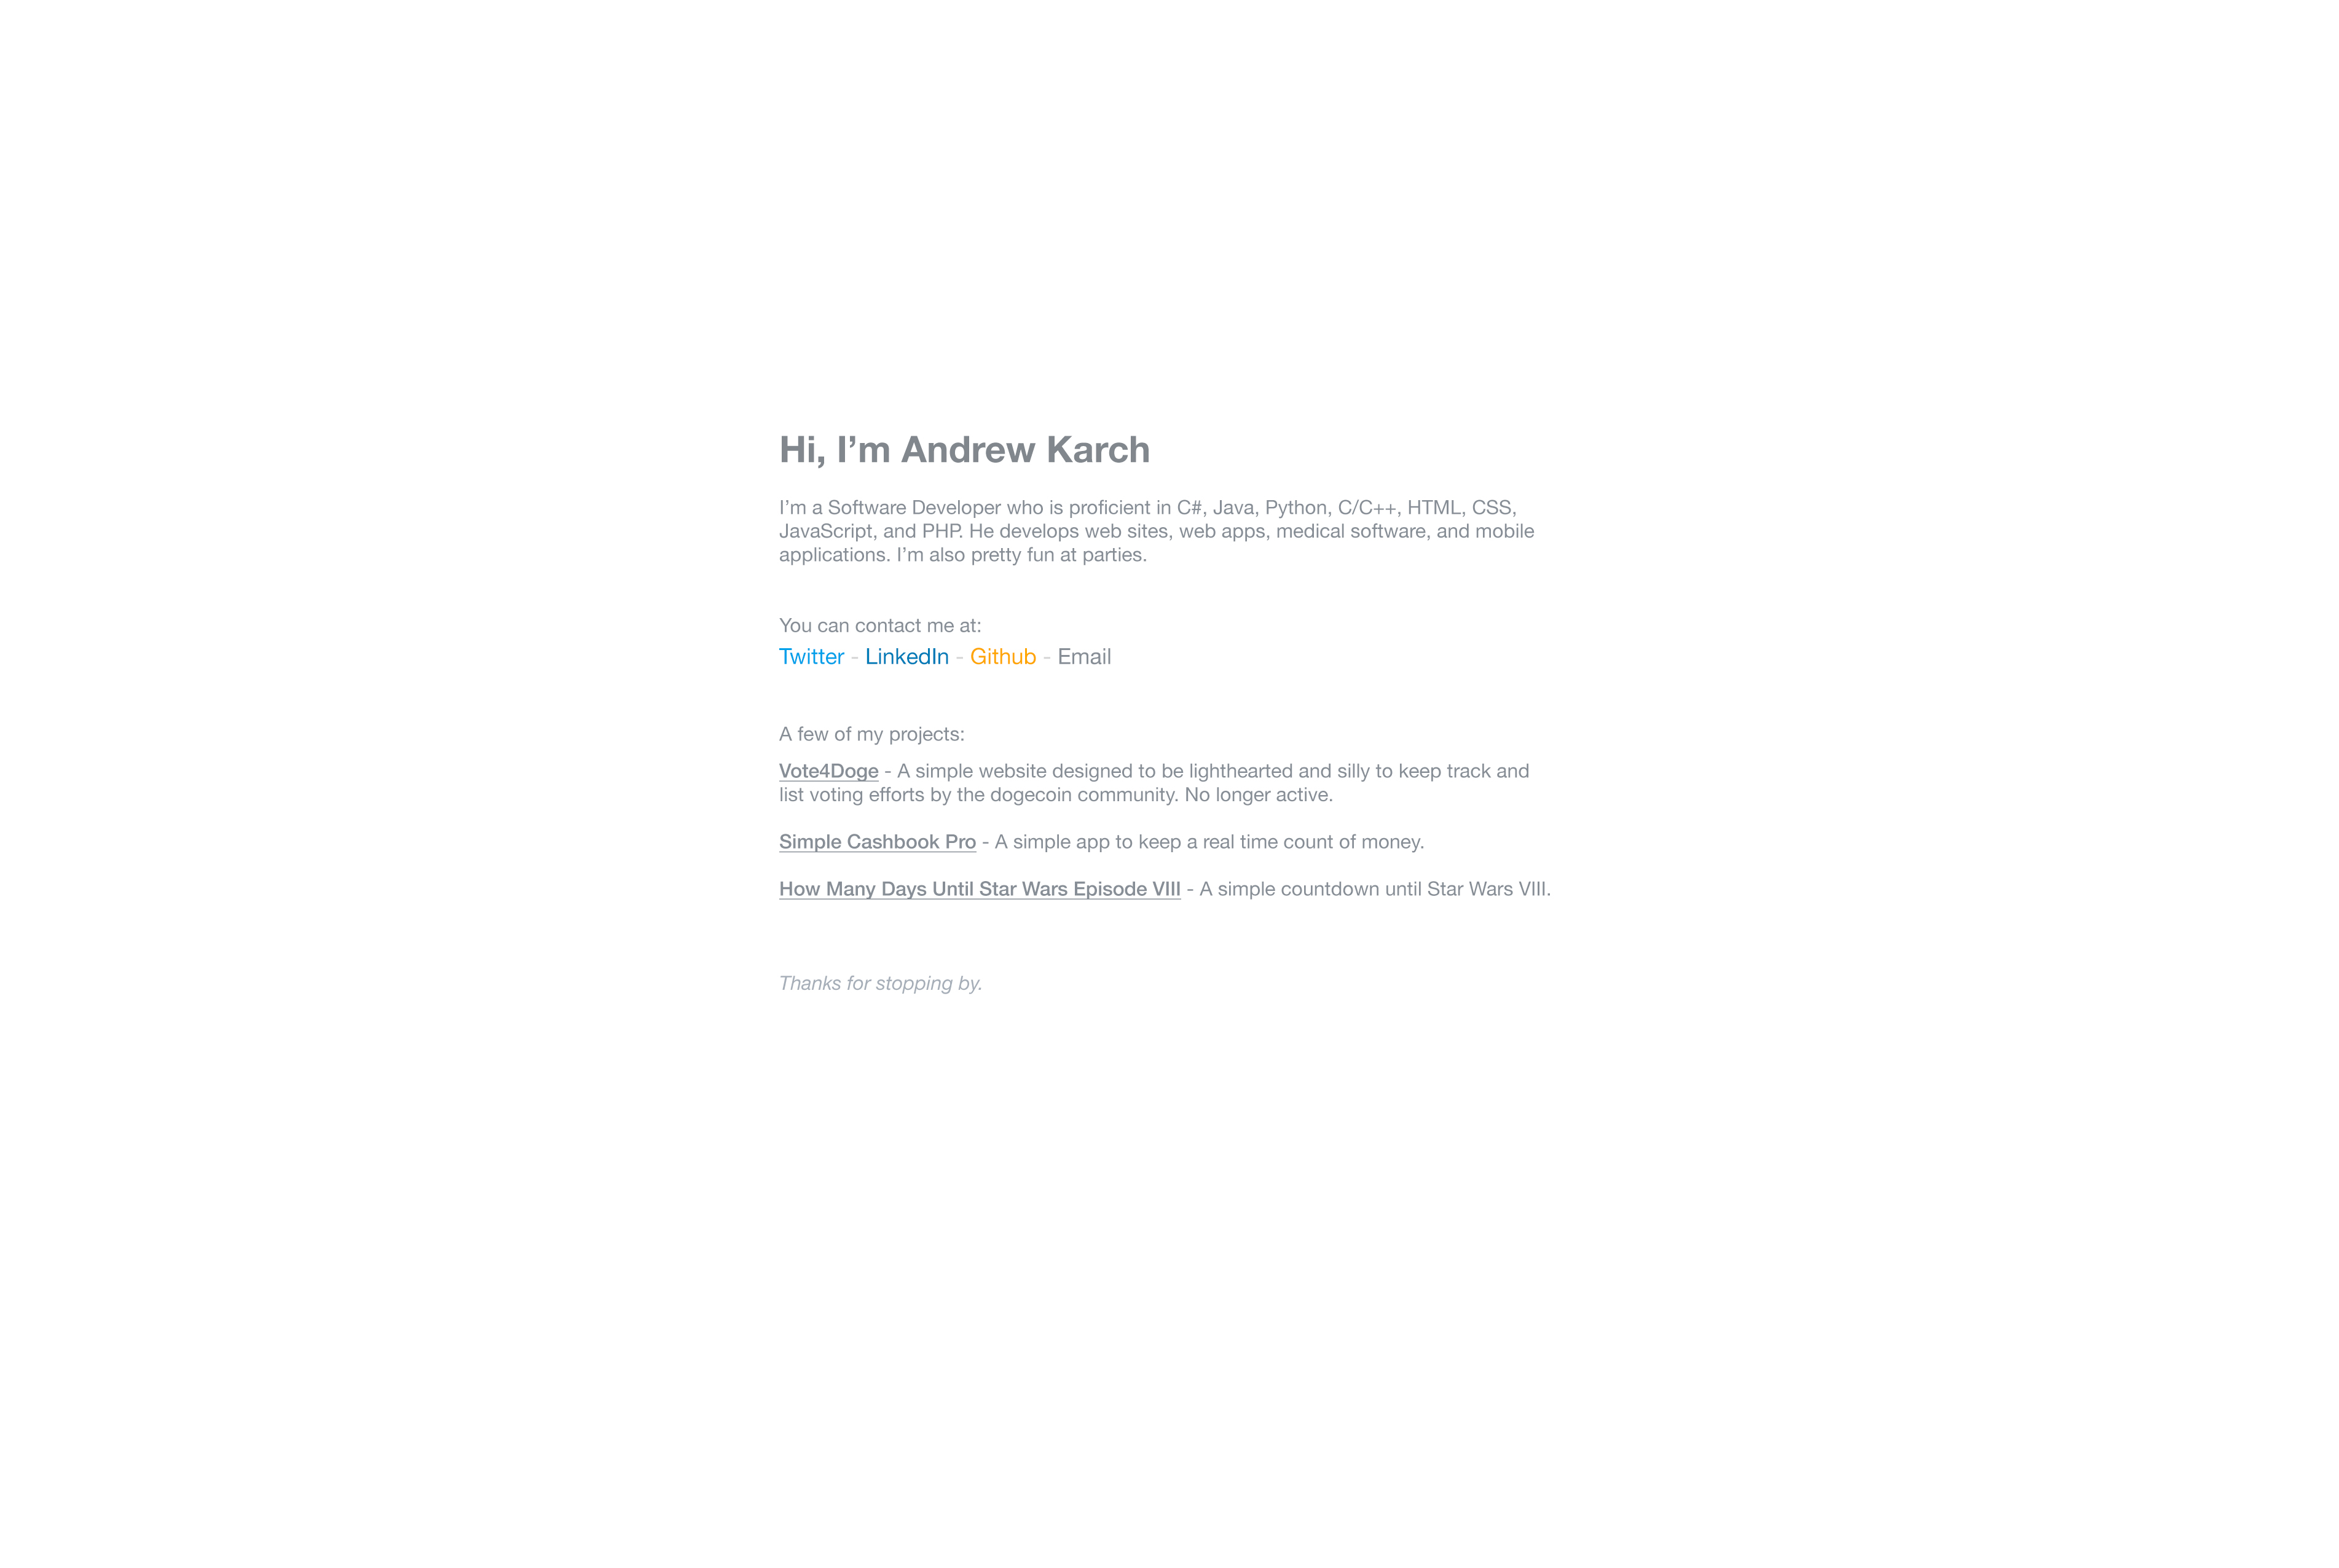 Hi, I’m Andrew Karch
I’m a Software Developer who is proficient in C#, Java, Python, C/C++, HTML, CSS,
JavaScript, and PHP. He develops web sites, web apps, medical software, and mobile
applications. I’m also pretty fun at parties.
You can contact me at:
Twitter - LinkedIn - Github - Email
A few of my projects:
Vote4Doge - A simple website designed to be lighthearted and silly to keep track and
list voting efforts by the dogecoin community. No longer active.
Simple Cashbook Pro - A simple app to keep a real time count of money.
How Many Days Until Star Wars Episode VIII - A simple countdown until Star Wars VIII.
Thanks for stopping by.